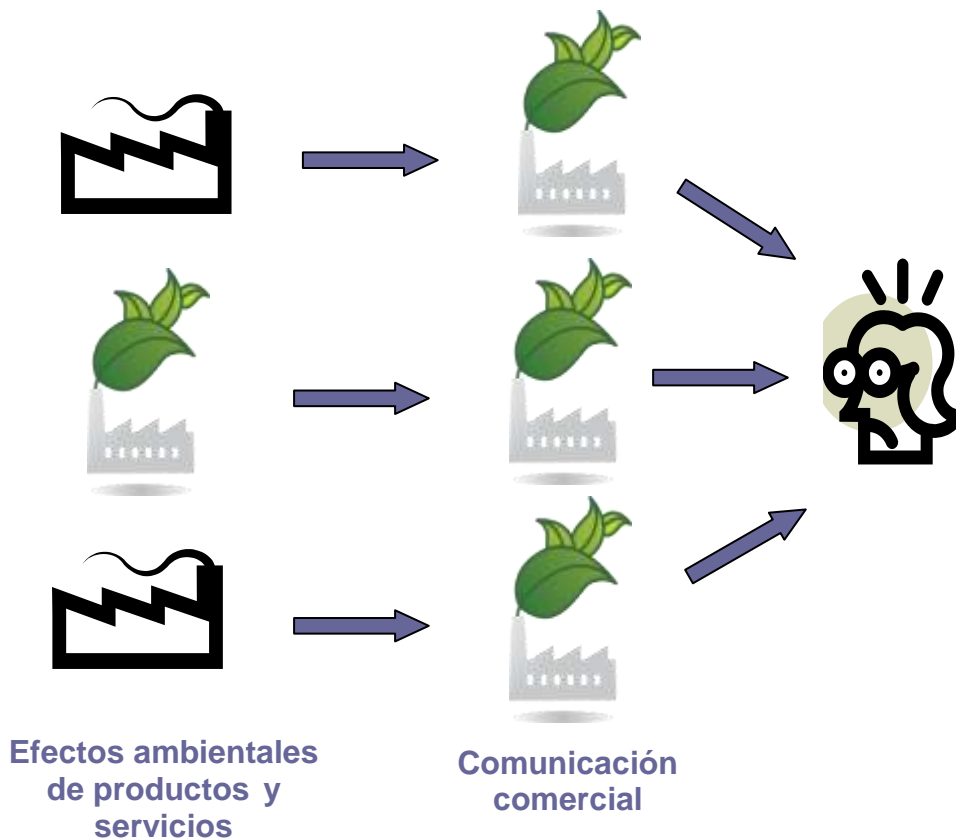 Efectos ambientales
de productos y
servicios
Comunicación
comercial